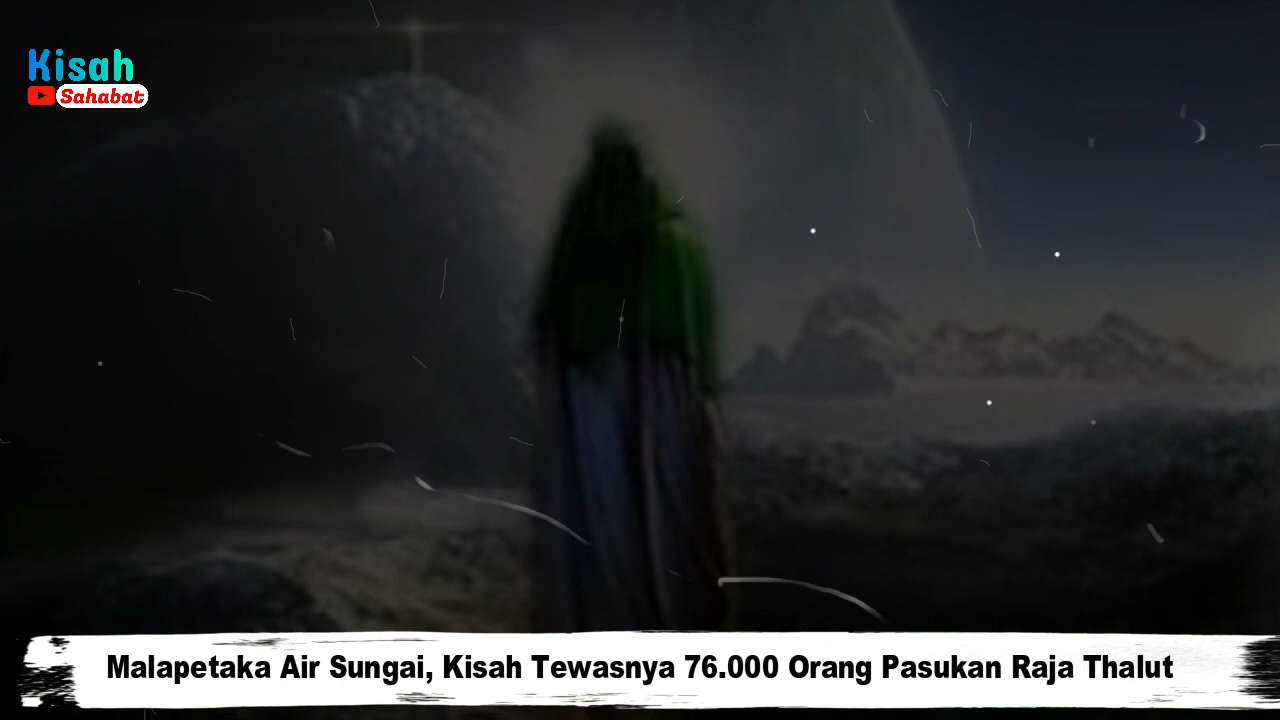 Kisah
Sahabat
Malapetaka Air Sungai, Kisah Tewasnya 76.000 Orang Pasukan Raja Thalut